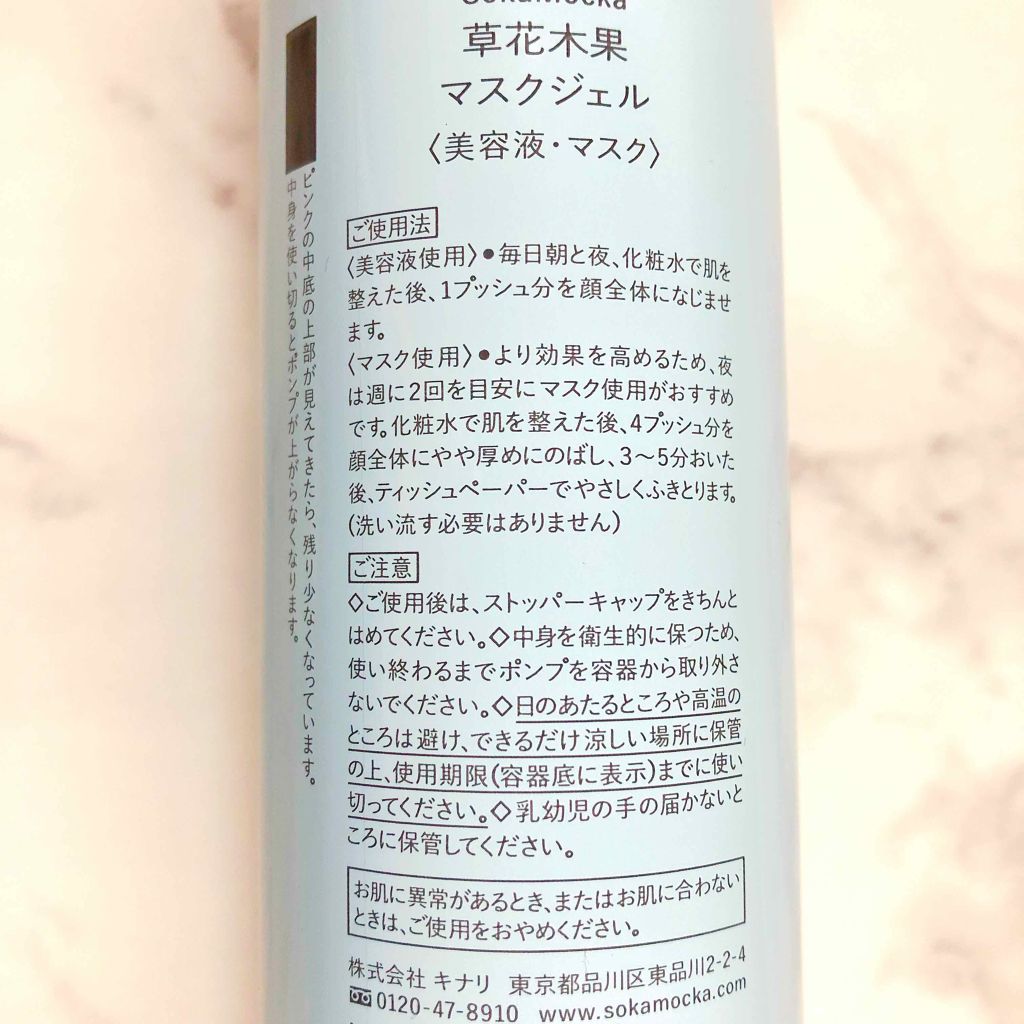 Sokamocka
草花木果
マスクジェル
〈美容液・マスク〉
ご使用法
〈美容液使用〉●毎日朝と夜、化粧水で肌を
整えた後、1プッシュ分を顔全体になじませ
ます。
〈マスク使用〉●より効果を高めるため、夜
は週に2回を目安にマスク使用がおすすめ
です。化粧水で肌を整えた後、4プッシュ分を
顔全体にやや厚めにのばし、3～5分おいた
後、ティッシュペーパーでやさしくふきとります。
(洗い流す必要はありません)
ご注意
◇ご使用後は、ストッパーキャップをきちんと
はめてください。◇中身を衛生的に保つため、
使い終わるまでポンプを容器から取り外さ
ないでください。◇日のあたるところや高温の
ところは避け、できるだけ涼しい場所に保管
の上、使用期限(容器底に表示)までに使い
切ってください。◇乳幼児の手の届かないと
ころに保管してください。
お肌に異常があるとき、またはお肌に合わない
ときは、ご使用をおやめください。
株式会社 キナリ 東京都品川区東品川2-2-4
0120-47-8910 www.sokamocka.com
ピンクの中底の上部が見えてきたら、残り少なくなっています。
中身を使い切るとポンプが上がらなくなります。